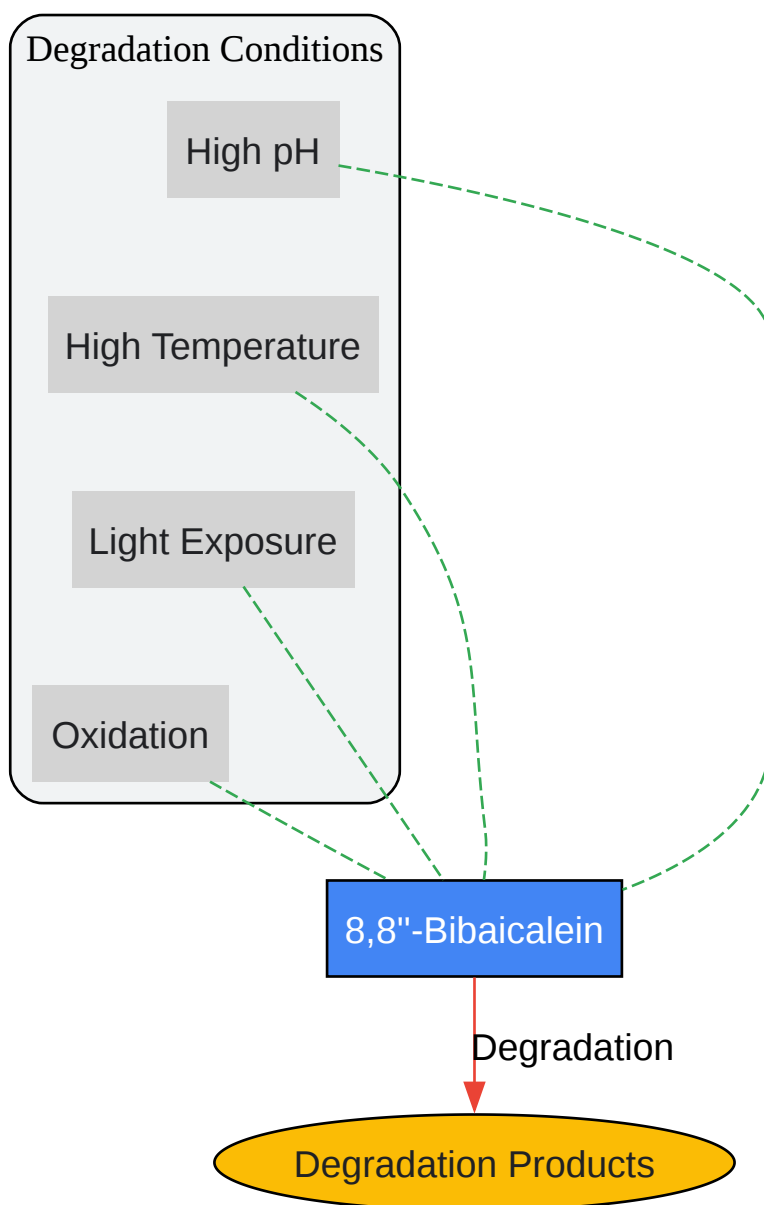 Degradation Conditions
High pH
High Temperature
Light Exposure
Oxidation
8,8''-Bibaicalein
Degradation
Degradation Products